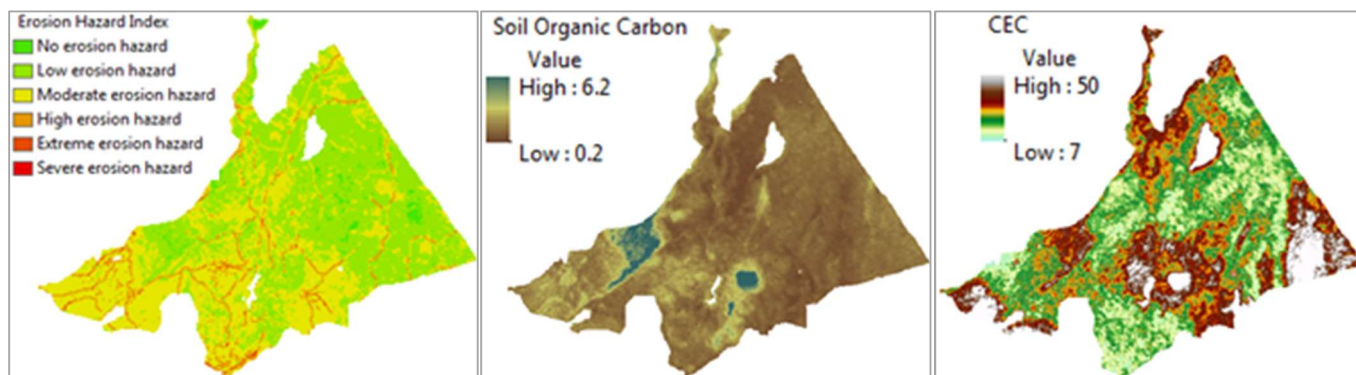 Erosion Hazard Index
No erosion hazard
Low erosion hazard
Moderate erosion hazard
High erosion hazard
Extreme erosion hazard
Severe erosion hazard
Soil Organic Carbon
Value
High : 6.2
Low : 0.2
CEC
Value
High : 50
Low : 7